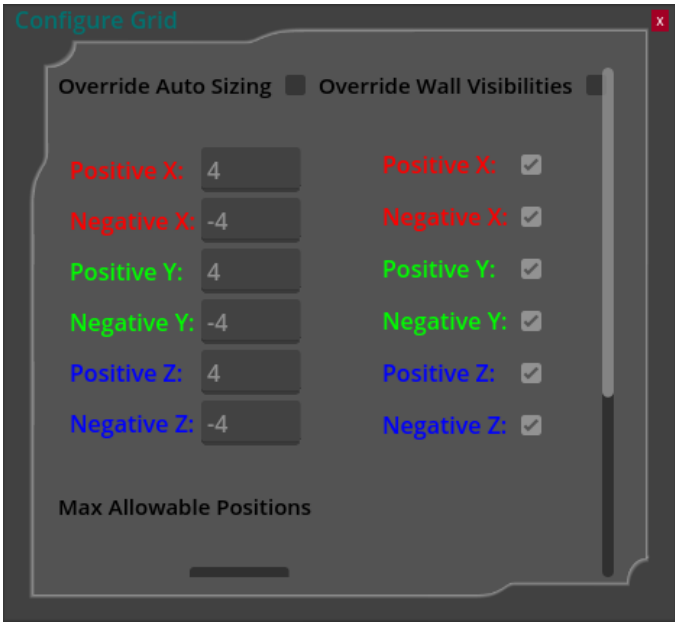 Configure Grid
x
Override Auto Sizing Override Wall Visibilities
Positive X: 4 Positive X:
Negative X: -4 Negative X:
Positive Y: 4 Positive Y:
Negative Y: -4 Negative Y:
Positive Z: 4 Positive Z:
Negative Z: -4 Negative Z:
Max Allowable Positions